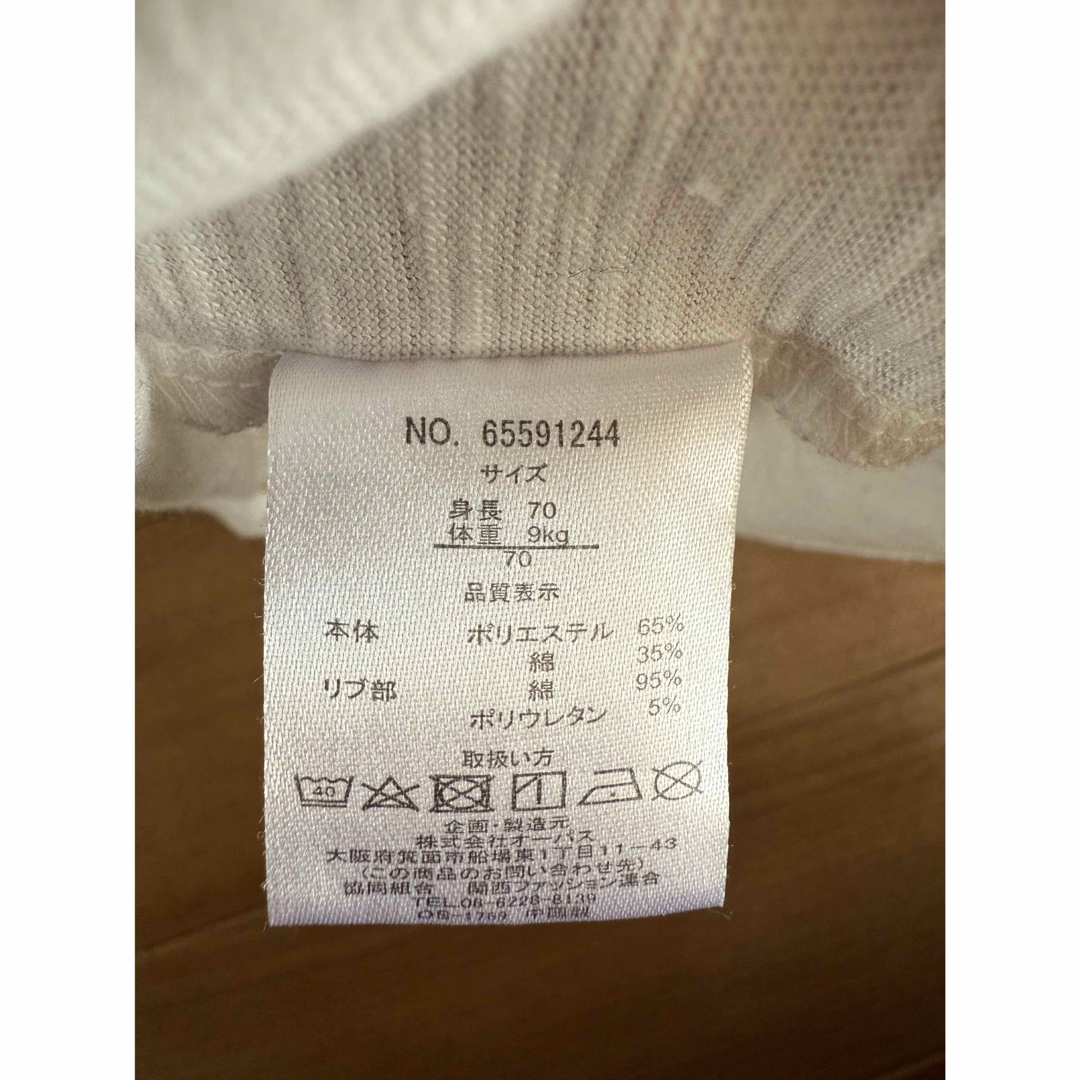 NO. 65591244
サイズ
身長 70
体重 9kg
70
品質表示
本体 ポリエステル 65%
綿 35%
リブ部 綿 95%
ポリウレタン 5%
取扱い方
40
企画・製造元
株式会社オーパス
大阪府箕面市船場東1丁目11-43
(この商品のお問い合わせ先)
協同組合 関西ファッション連合
TEL.06-6228-8139
OS-1769 中国製